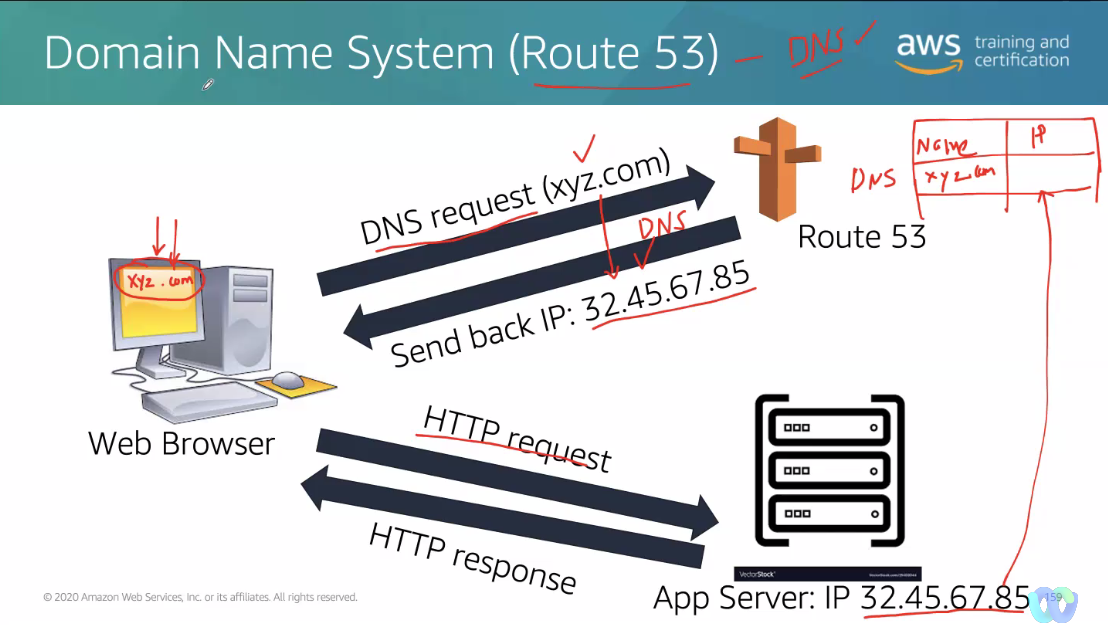 Domain Name System (Route 53) - DNS ✓
aws training and
certification
DNS request (xyz.com)
Name IP
DNS xyz.com
DNS
Route 53
xyz.com
Send back IP: 32.45.67.85
Web Browser
HTTP request
HTTP response
VectorStock®
App Server: IP 32.45.67.85
© 2020 Amazon Web Services, Inc. or its affiliates. All rights reserved.
159